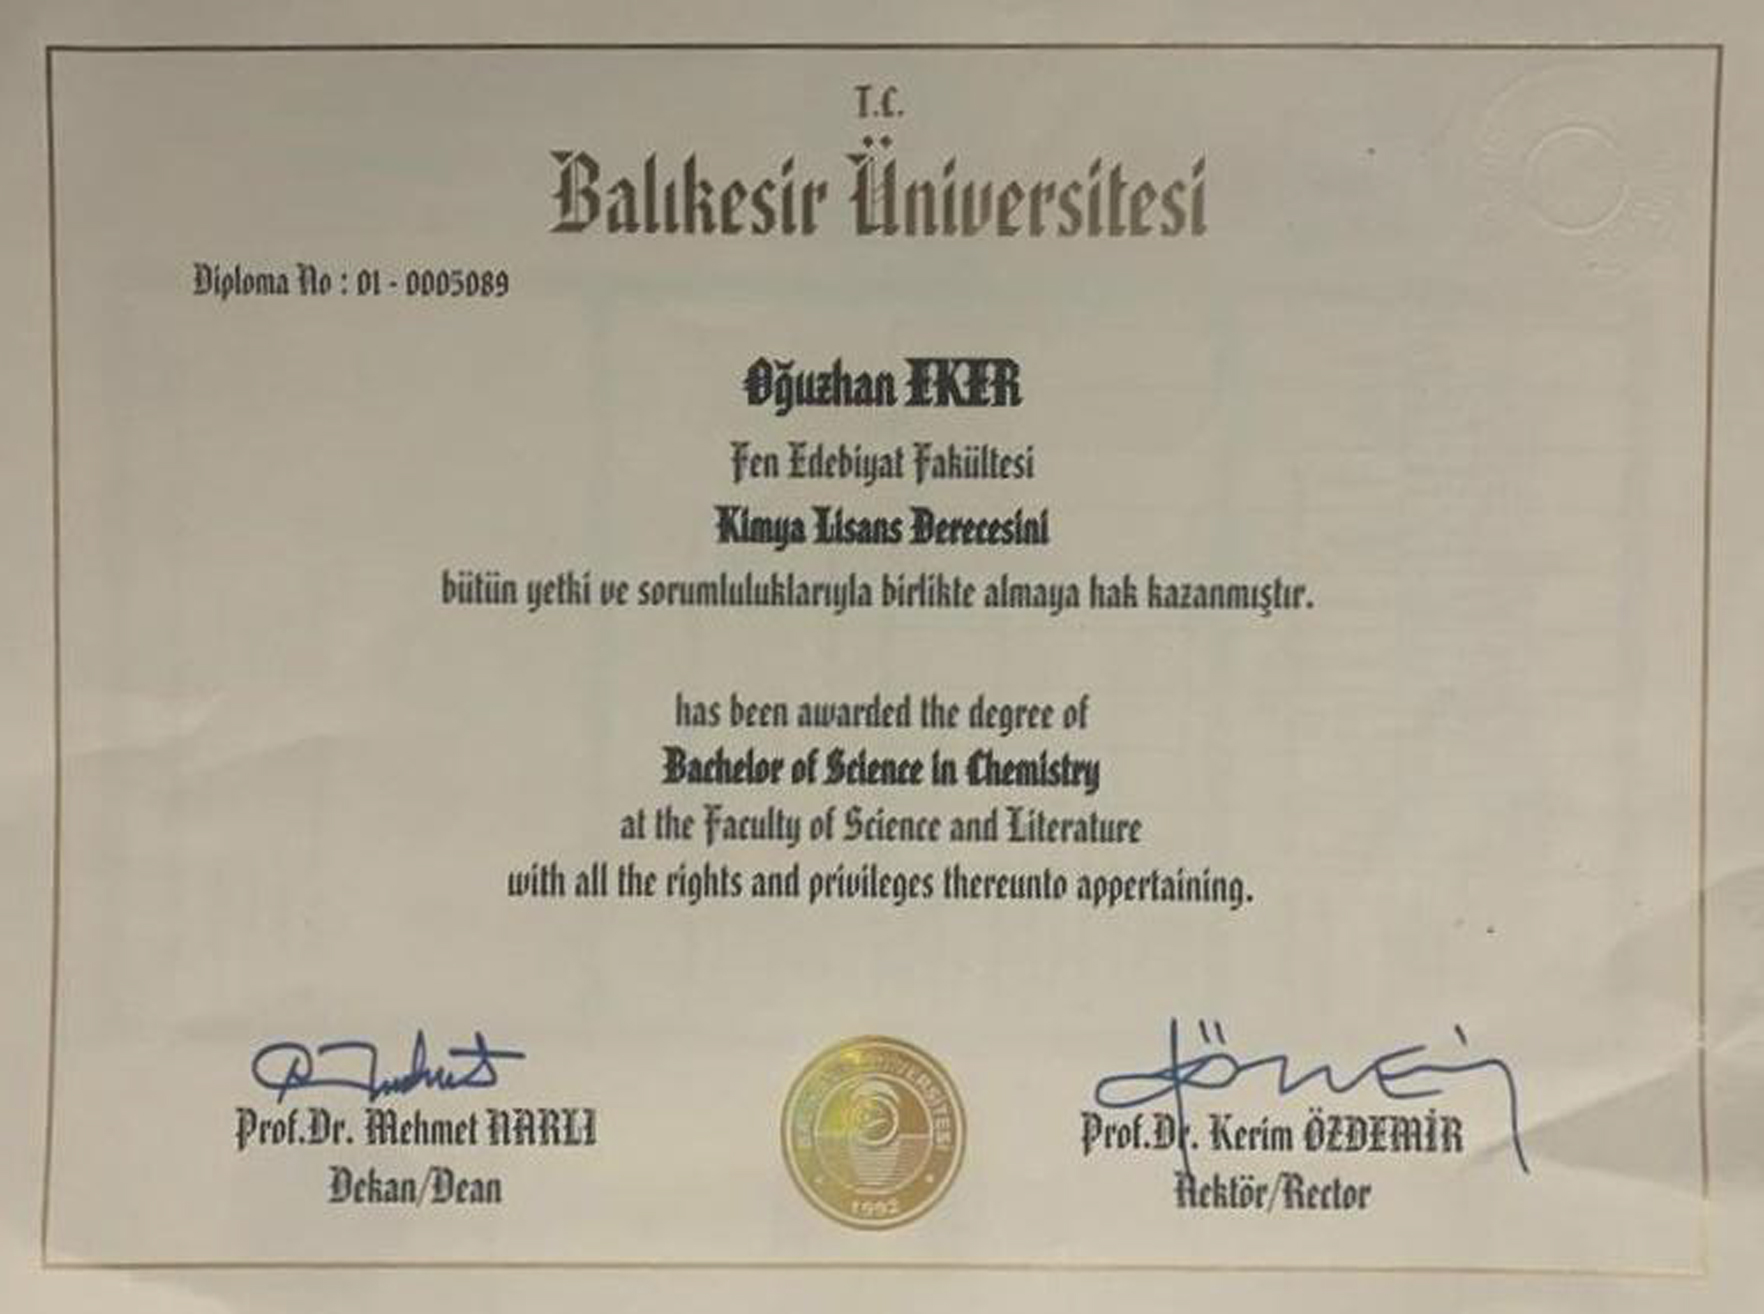 T.C.
Balıkesir Üniversitesi
Diploma No : 01 - 0005089
Oğuzhan EKER
Fen Edebiyat Fakültesi
Kimya Lisans Derecesini
bütün yetki ve sorumluluklarıyla birlikte almaya hak kazanmıştır.
has been awarded the degree of
Bachelor of Science in Chemistry
at the Faculty of Science and Literature
with all the rights and privileges thereunto appertaining.
Prof.Dr. Mehmet NARLI
Dekan/Dean
BALIKESİR ÜNİVERSİTESİ
1992
Prof.Dr. Kerim ÖZDEMİR
Rektör/Rector